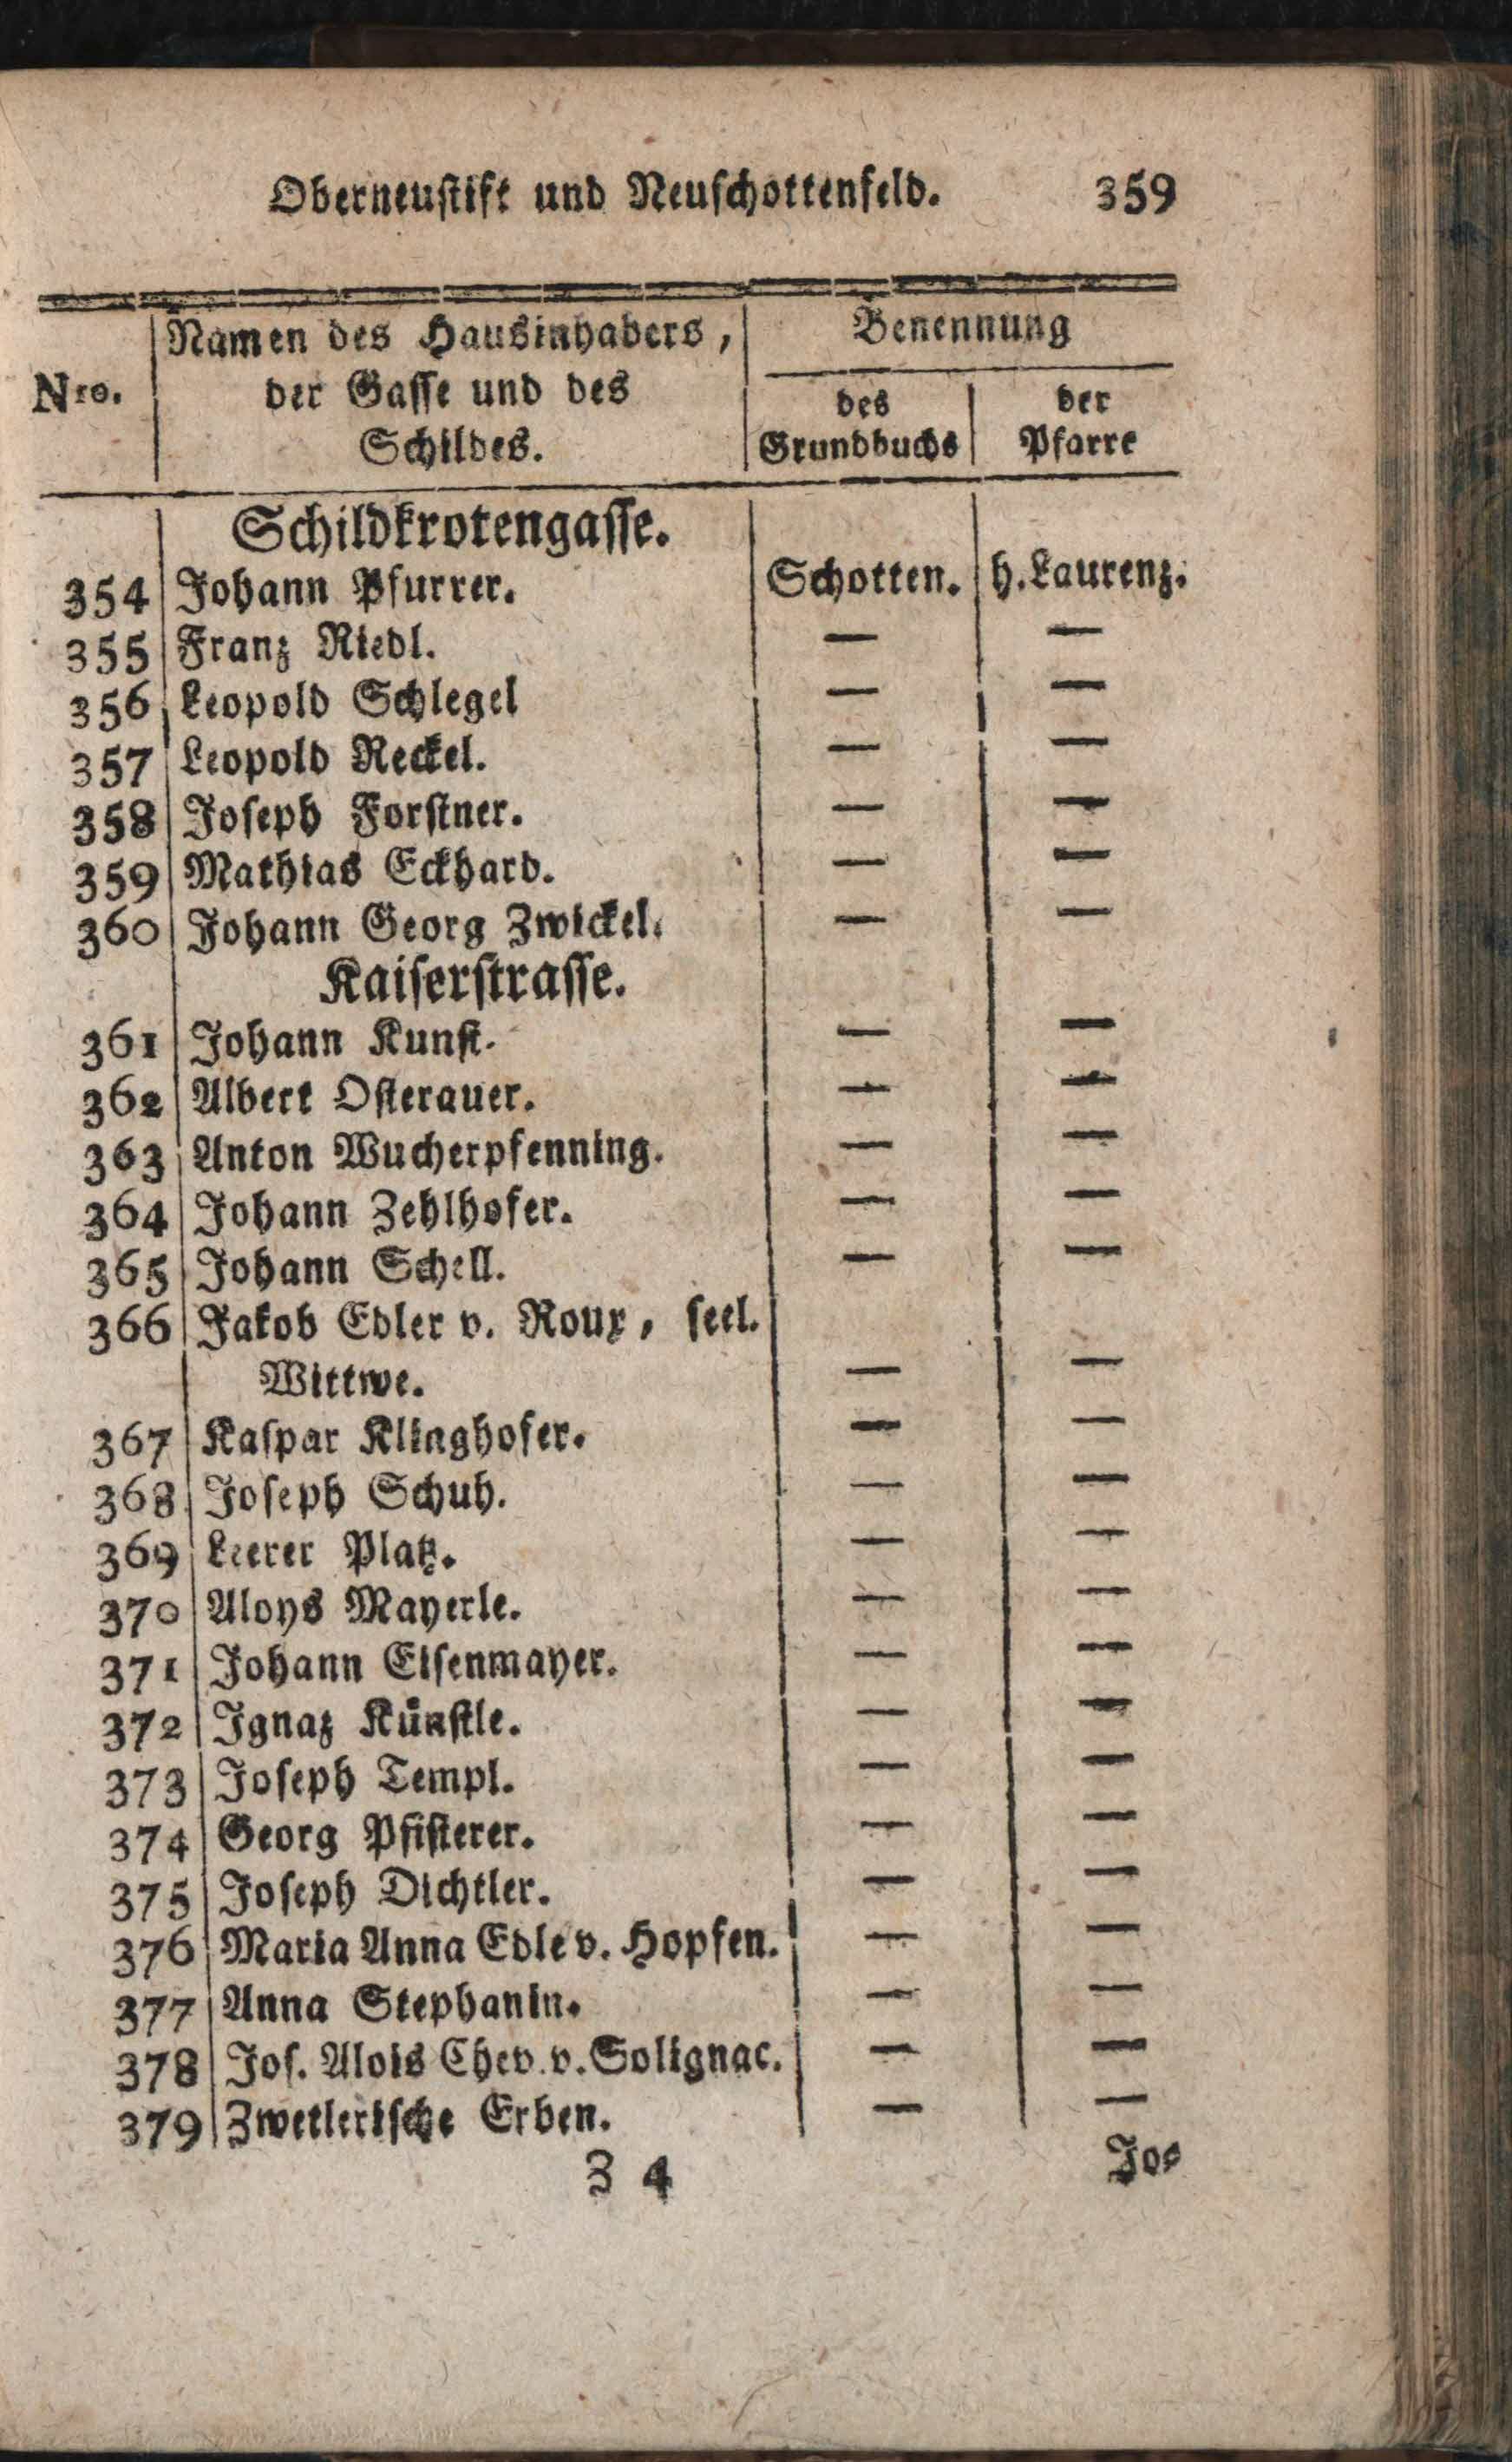 Oberneustift und Neuschottenfeld. 359
Nro. Namen des Hausinhabers, der Gasse und des Schildes. Benennung
des Grundbuchs der Pfarre
Schildkrotengasse.
354 Johann Pfurrer. Schotten. h. Laurenz.
355 Franz Riedl. — —
356 Leopold Schlegel — —
357 Leopold Reckel. — —
358 Joseph Forstner. — —
359 Mathias Eckhard. — —
360 Johann Georg Zwickel. — —
Kaiserstrasse.
361 Johann Kunst. — —
362 Albert Osterauer. — —
363 Anton Wucherpfenning. — —
364 Johann Zehlhofer. — —
365 Johann Schell. — —
366 Jakob Edler v. Roux, seel.
Wittwe. — —
367 Kaspar Klinghofer. — —
368 Joseph Schuh. — —
369 Leerer Platz. — —
370 Aloys Mayerle. — —
371 Johann Eisenmayer. — —
372 Ignaz Künstle. — —
373 Joseph Templ. — —
374 Georg Pfisterer. — —
375 Joseph Dichtler. — —
376 Maria Anna Edle v. Hopfen. — —
377 Anna Stephanin. — —
378 Jos. Alois Chev. v. Solignac. — —
379 Zwetlerische Erben. — —
Z 4 Jos